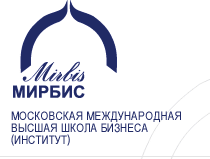 Mirbis
МИРБИС
МОСКОВСКАЯ МЕЖДУНАРОДНАЯ
ВЫСШАЯ ШКОЛА БИЗНЕСА
(ИНСТИТУТ)